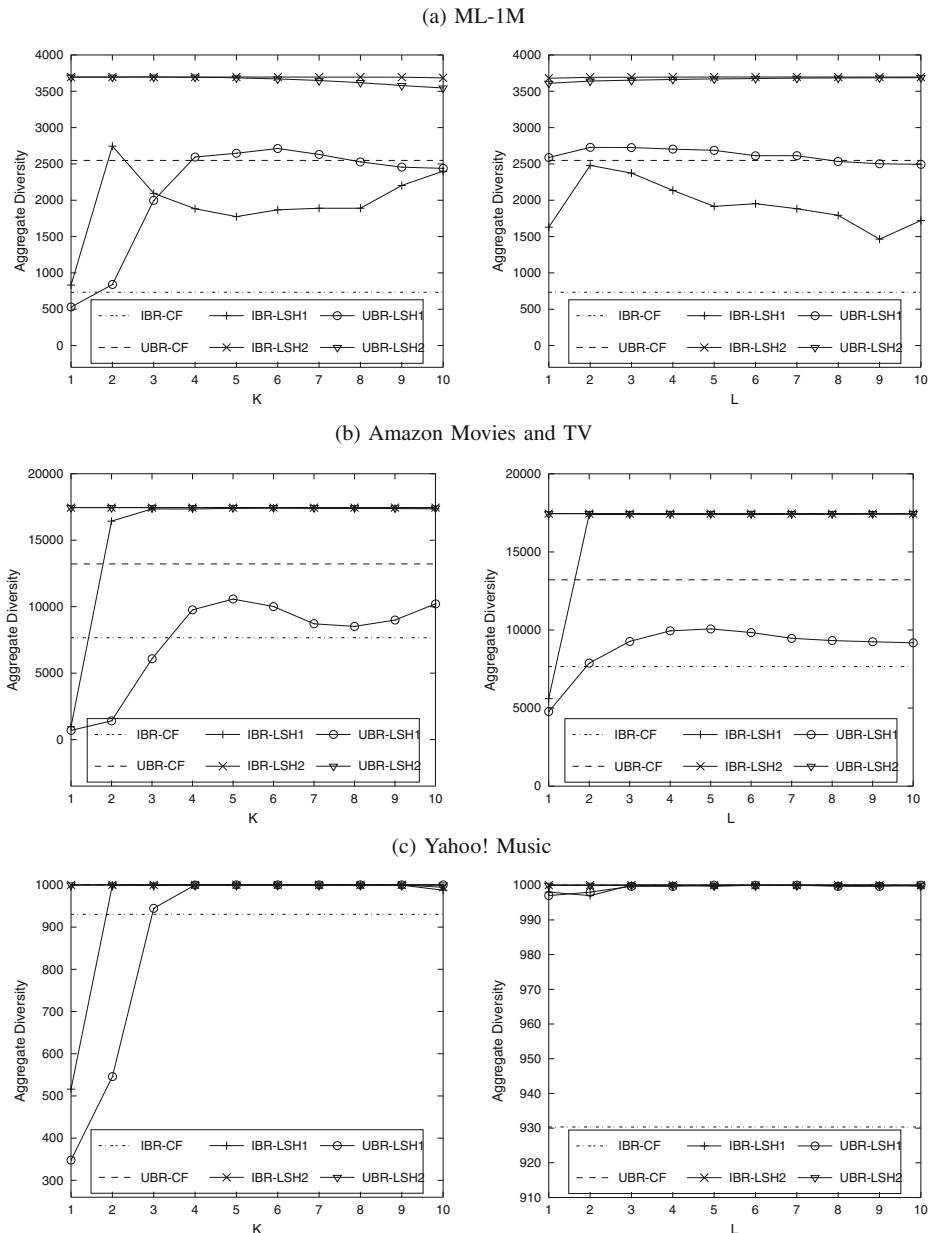 (a) ML-1M
4000
3500
3000
2500
2000
1500
1000
500
0
Aggregate Diversity
IBR-CF
IBR-LSH1
UBR-LSH1
UBR-CF
IBR-LSH2
UBR-LSH2
1 2 3 4 5 6 7 8 9 10
K
4000
3500
3000
2500
2000
1500
1000
500
0
Aggregate Diversity
IBR-CF
IBR-LSH1
UBR-LSH1
UBR-CF
IBR-LSH2
UBR-LSH2
1 2 3 4 5 6 7 8 9 10
L
(b) Amazon Movies and TV
20000
15000
10000
5000
0
Aggregate Diversity
IBR-CF
IBR-LSH1
UBR-LSH1
UBR-CF
IBR-LSH2
UBR-LSH2
1 2 3 4 5 6 7 8 9 10
K
20000
15000
10000
5000
0
Aggregate Diversity
IBR-CF
IBR-LSH1
UBR-LSH1
UBR-CF
IBR-LSH2
UBR-LSH2
1 2 3 4 5 6 7 8 9 10
L
(c) Yahoo! Music
1000
900
800
700
600
500
400
300
Aggregate Diversity
IBR-CF
IBR-LSH1
UBR-LSH1
UBR-CF
IBR-LSH2
UBR-LSH2
1 2 3 4 5 6 7 8 9 10
K
1000
990
980
970
960
950
940
930
920
910
Aggregate Diversity
IBR-CF
IBR-LSH1
UBR-LSH1
UBR-CF
IBR-LSH2
UBR-LSH2
1 2 3 4 5 6 7 8 9 10
L